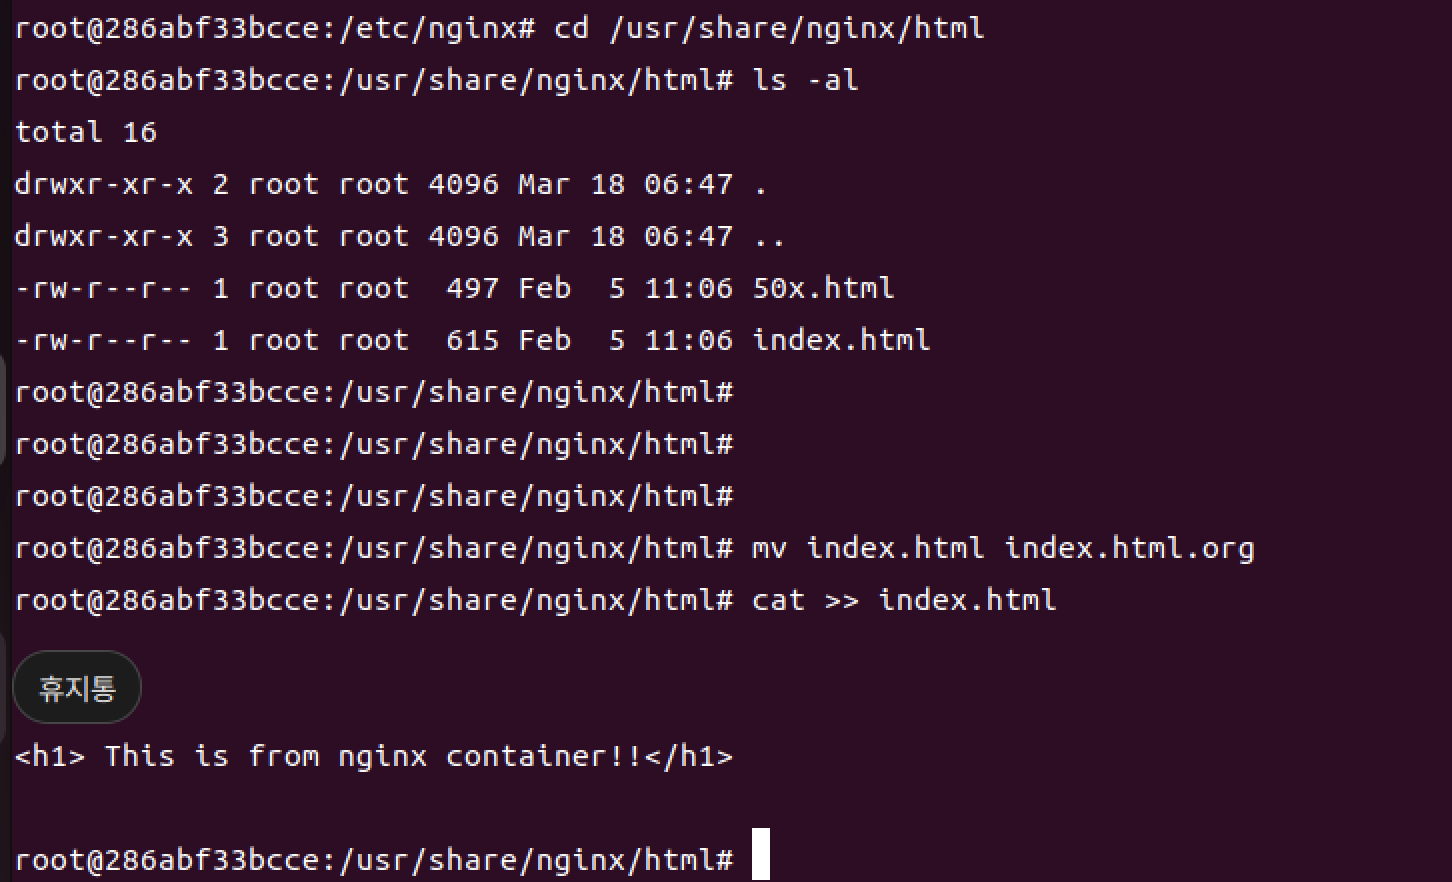 root@286abf33bcce:/etc/nginx# cd /usr/share/nginx/html
root@286abf33bcce:/usr/share/nginx/html# ls -al
total 16
drwxr-xr-x 2 root root 4096 Mar 18 06:47 .
drwxr-xr-x 3 root root 4096 Mar 18 06:47 ..
-rw-r--r-- 1 root root  497 Feb  5 11:06 50x.html
-rw-r--r-- 1 root root  615 Feb  5 11:06 index.html
root@286abf33bcce:/usr/share/nginx/html#
root@286abf33bcce:/usr/share/nginx/html#
root@286abf33bcce:/usr/share/nginx/html#
root@286abf33bcce:/usr/share/nginx/html# mv index.html index.html.org
root@286abf33bcce:/usr/share/nginx/html# cat >> index.html
휴지통
<h1> This is from nginx container!!</h1>
root@286abf33bcce:/usr/share/nginx/html#